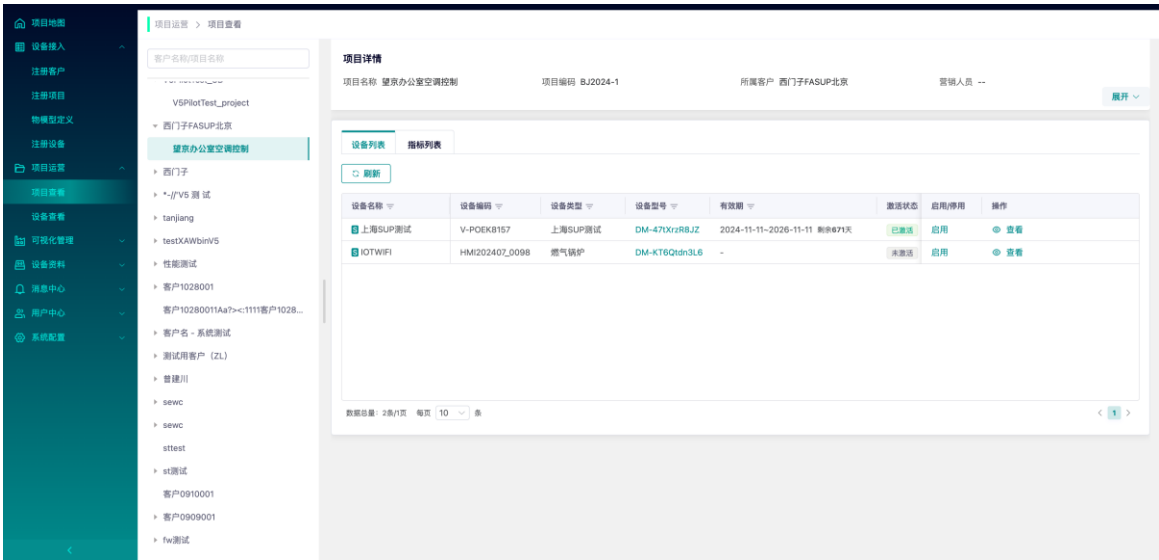 项目地图
设备接入
注册客户
注册项目
物模型定义
注册设备
项目运营
项目查看
设备查看
可视化管理
设备资料
消息中心
用户中心
系统配置
项目运营 > 项目查看
客户名称/项目名称
V5PilotTest_project
西门子FASUP北京
望京办公室空调控制
西门子
*-//'V5 测 试
tanjiang
testXAWbinV5
性能测试
客户1028001
客户10280011Aa?><:1111客户1028...
客户名 - 系统测试
测试用客户 (ZL)
曾建川
sewc
sewc
sttest
st测试
客户0910001
客户0909001
fw测试
项目详情
项目名称 望京办公室空调控制 项目编码 BJ2024-1 所属客户 西门子FASUP北京 营销人员 --
展开
设备列表 指标列表
刷新
设备名称 设备编码 设备类型 设备型号 有效期 激活状态 启用/停用 操作
S 上海SUP测试 V-POEK8157 上海SUP测试 DM-47tXrzR8JZ 2024-11-11~2026-11-11 剩余671天 已激活 启用 查看
S IOTWIFI HMI202407_0098 燃气锅炉 DM-KT6Qtdn3L6 - 未激活 启用 查看
数据总量: 2条/1页 每页 10 条
< 1 >